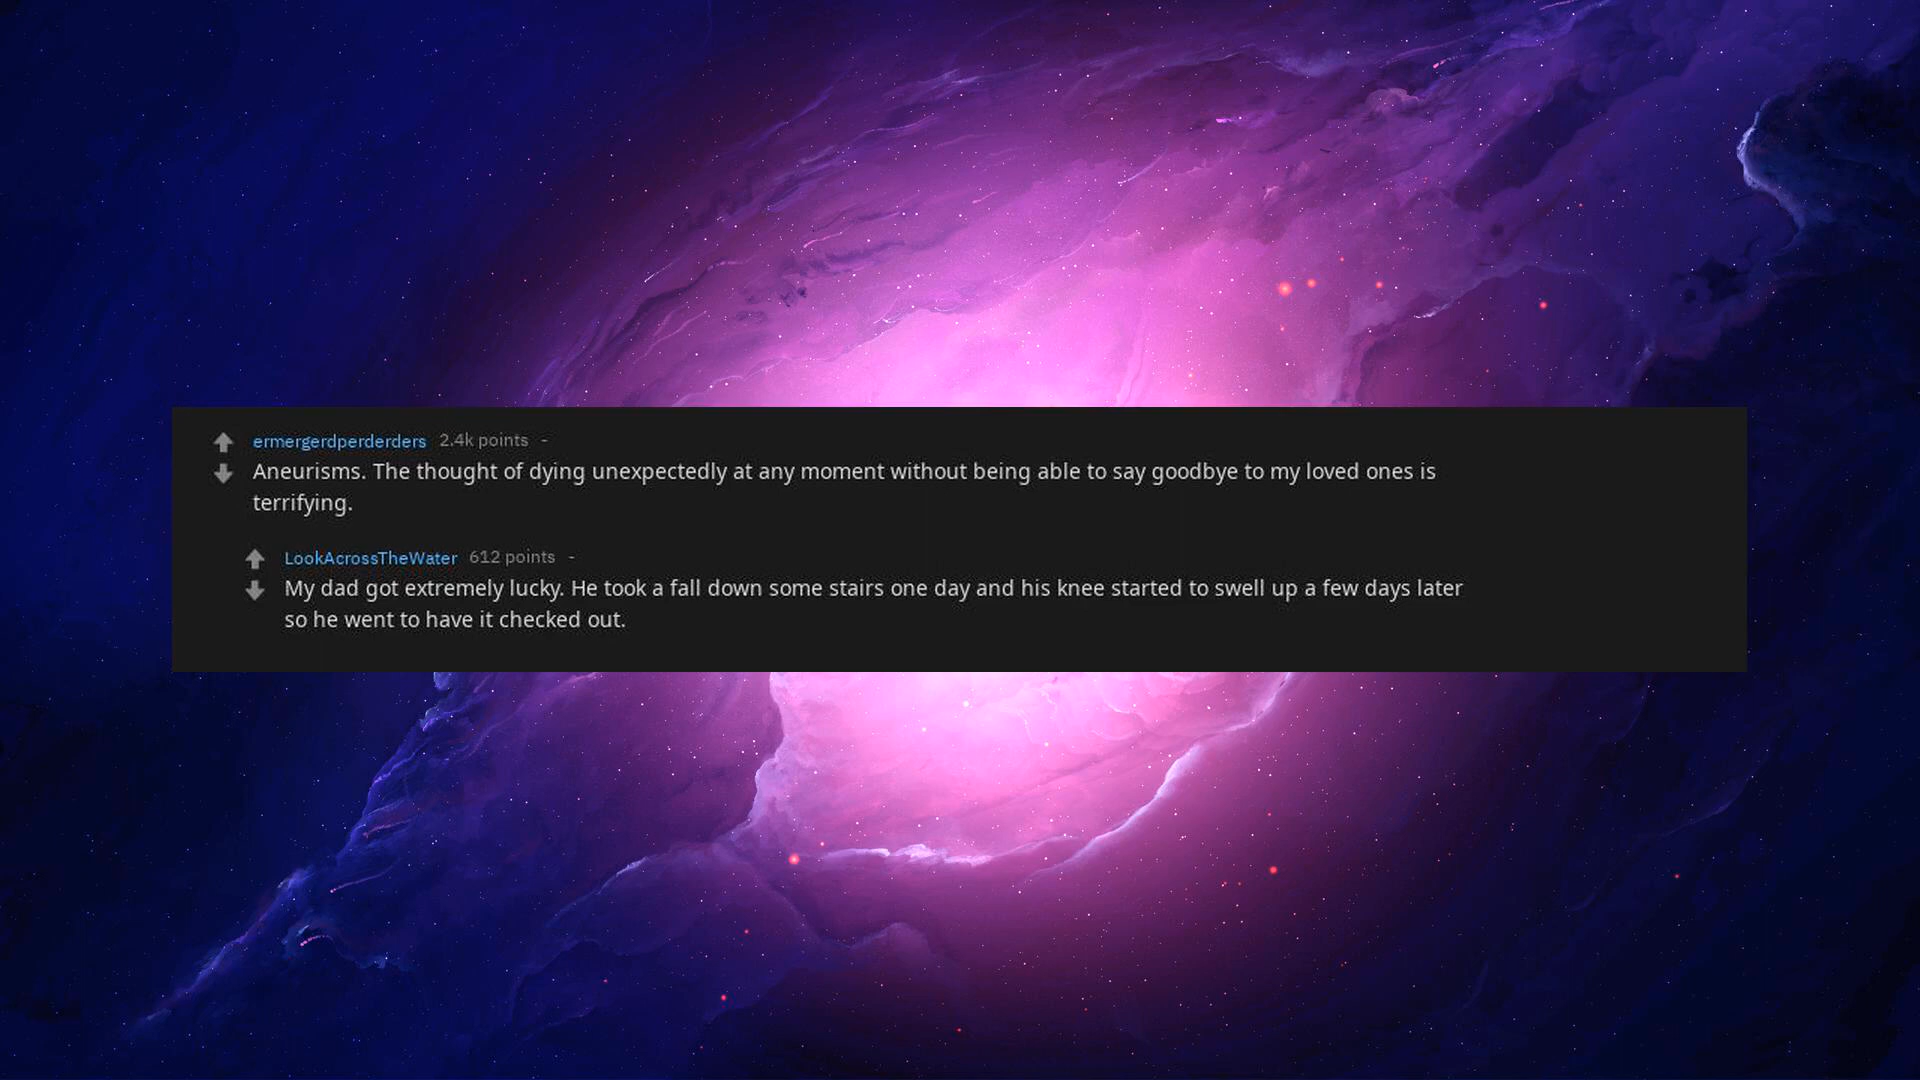 ermergerdperderders 2.4k points -
Aneurisms. The thought of dying unexpectedly at any moment without being able to say goodbye to my loved ones is
terrifying.
LookAcrossTheWater 612 points -
My dad got extremely lucky. He took a fall down some stairs one day and his knee started to swell up a few days later
so he went to have it checked out.